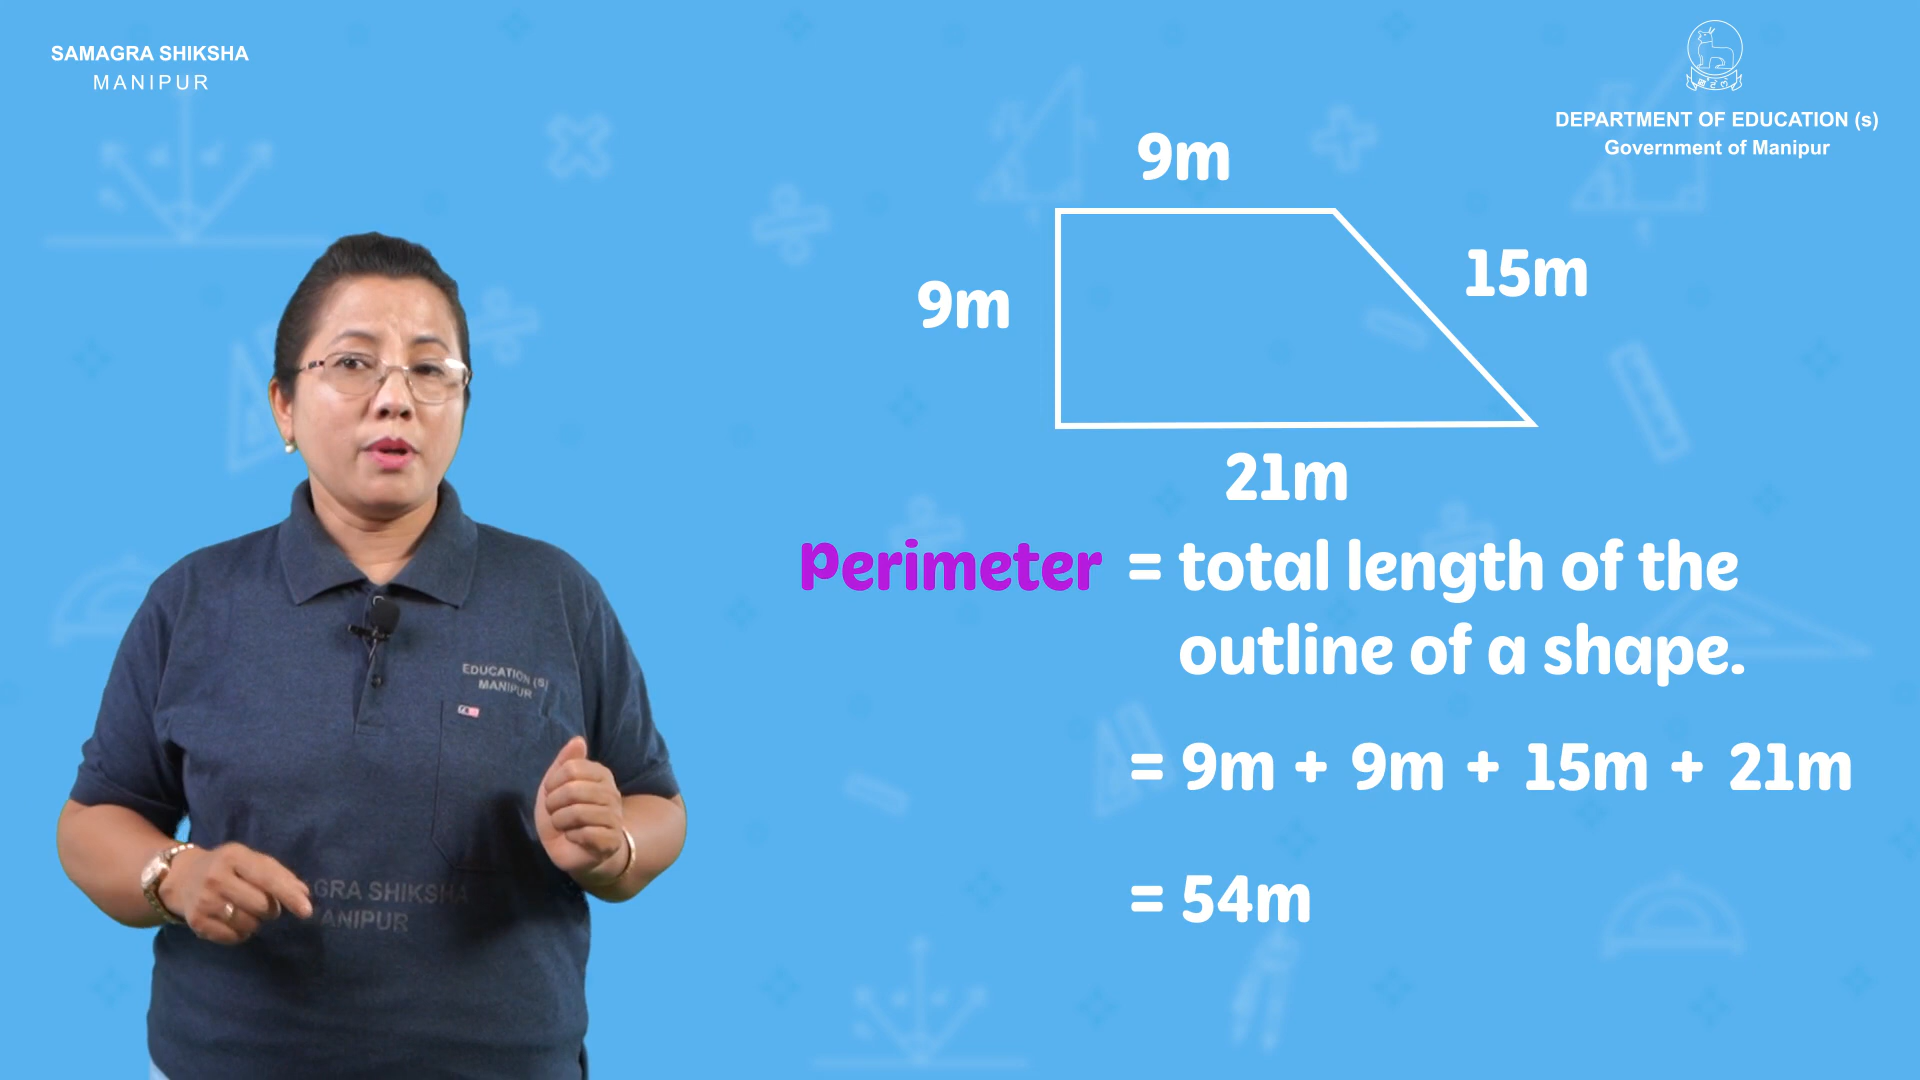 SAMAGRA SHIKSHA
MANIPUR
DEPARTMENT OF EDUCATION (s)
Government of Manipur
9m
9m
15m
21m
Perimeter = total length of the
outline of a shape.
= 9m + 9m + 15m + 21m
= 54m
EDUCATION (S)
MANIPUR
GRA SHIKSHA
ANIPUR